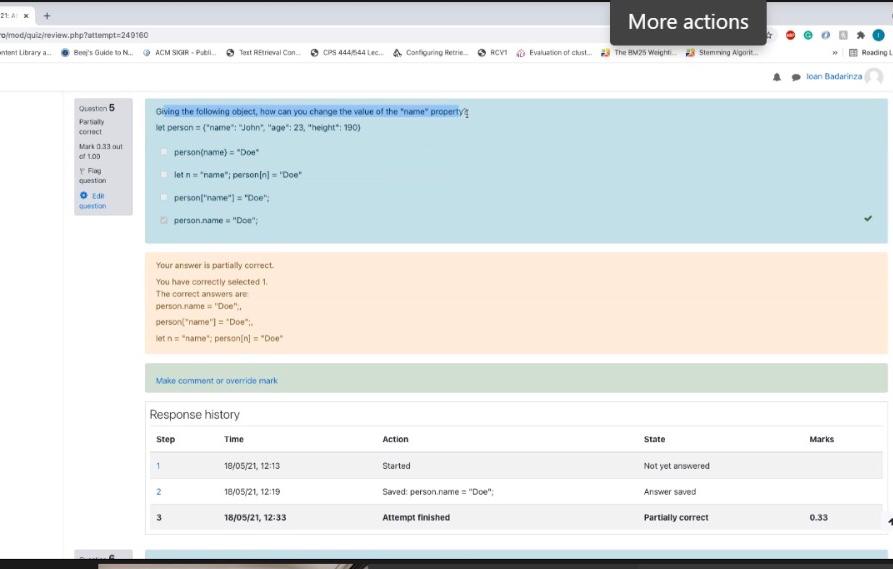 More actions
21: A
ro/mod/quiz/review.php?attempt=249160
ntent Library a... Beej's Guide to N... ACM SIGIR - Publi... Text REtrieval Con... CPS 444/544 Lec... Configuring Retrie... RCV1 Evaluation of clust... The BM25 Weighti... Stemming Algorit... » Reading L
Ioan Badarinza
Question 5
Partially
correct
Mark 0.33 out
of 1.00
Flag
question
Edit
question
Giving the following object, how can you change the value of the "name" property?
let person = {"name": "John", "age": 23, "height": 190}
person{name} = "Doe"
let n = "name"; person[n] = "Doe"
person["name"] = "Doe";
person.name = "Doe";
Your answer is partially correct.
You have correctly selected 1.
The correct answers are:
person.name = "Doe";,
person["name"] = "Doe";,
let n = "name"; person[n] = "Doe"
Make comment or override mark
Response history
Step Time Action State Marks
1 18/05/21, 12:13 Started Not yet answered
2 18/05/21, 12:19 Saved: person.name = "Doe"; Answer saved
3 18/05/21, 12:33 Attempt finished Partially correct 0.33